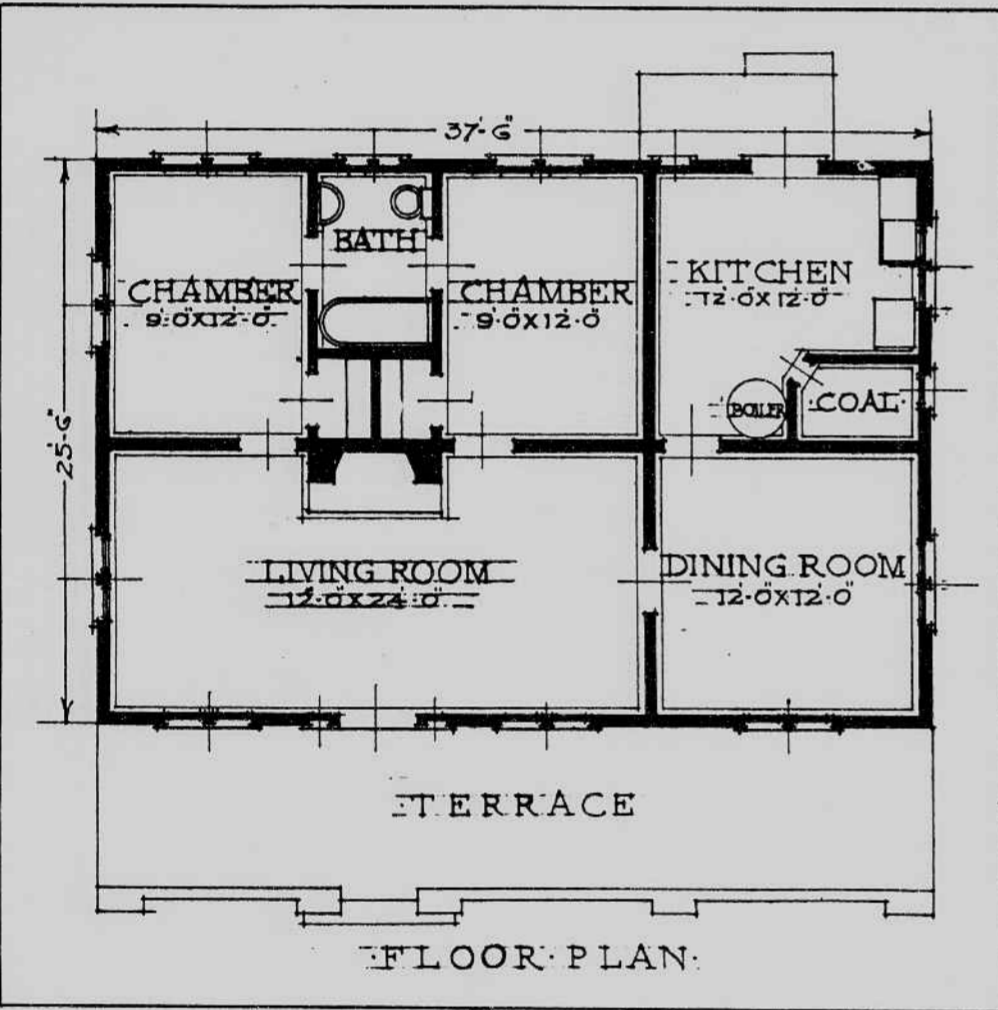 37'-6"
BATH
CHAMBER
9'-0"X12'-0"
CHAMBER
9'-0"X12'-0"
KITCHEN
12'-0"X12'-0"
BOILER
COAL
25'-6"
LIVING ROOM
12'-0"X24'-0"
DINING ROOM
12'-0"X12'-0"
TERRACE
·FLOOR·PLAN·